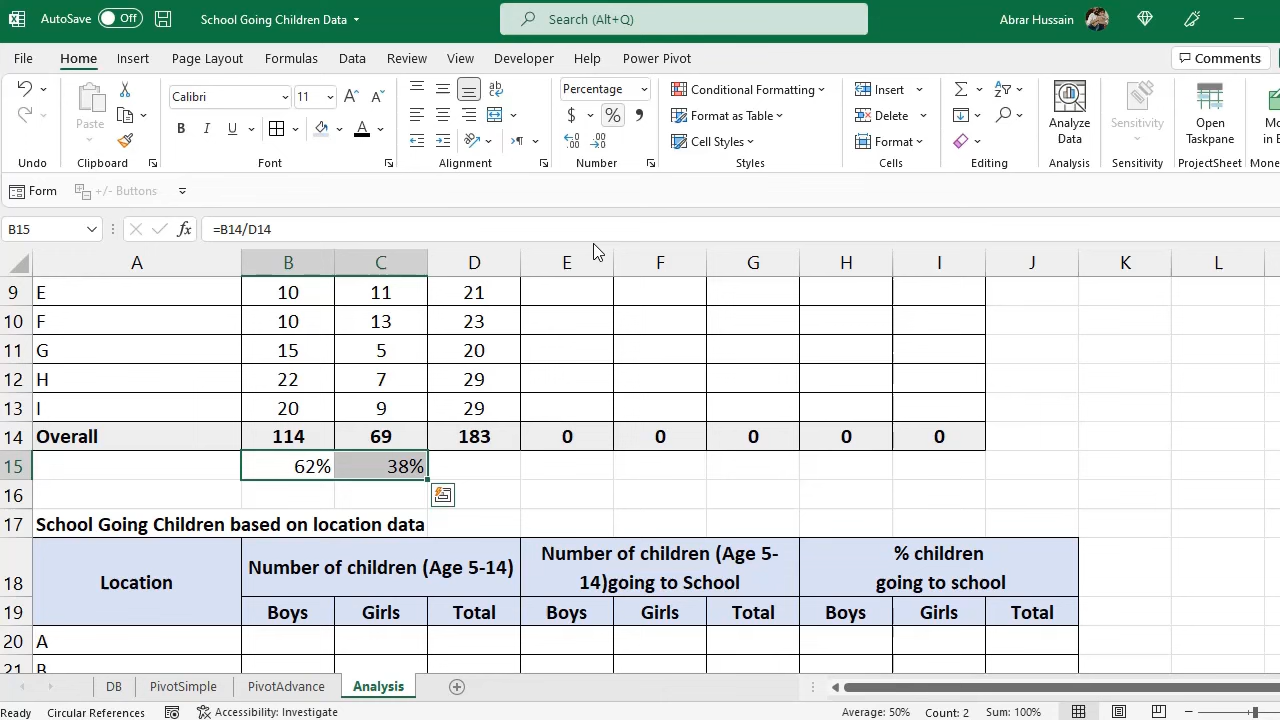 AutoSave Off School Going Children Data Search (Alt+Q) Abrar Hussain
File Home Insert Page Layout Formulas Data Review View Developer Help Power Pivot Comments
Calibri 11 Percentage Conditional Formatting Insert
Paste Format as Table Delete Analyze Data Sensitivity Open Taskpane
B I U Cell Styles Format
Undo Clipboard Font Alignment Number Styles Cells Editing Analysis Sensitivity ProjectSheet
Form +/- Buttons
B15 fx =B14/D14
A B C D E F G H I J K L
9 E 10 11 21
10 F 10 13 23
11 G 15 5 20
12 H 22 7 29
13 I 20 9 29
14 Overall 114 69 183 0 0 0 0 0
15 62% 38%
16
17 School Going Children based on location data
18 Location Number of children (Age 5-14) Number of children (Age 5-
14)going to School % children
going to school
19 Boys Girls Total Boys Girls Total Boys Girls Total
20 A
21 B
DB PivotSimple PivotAdvance Analysis
Ready Circular References Accessibility: Investigate Average: 50% Count: 2 Sum: 100%